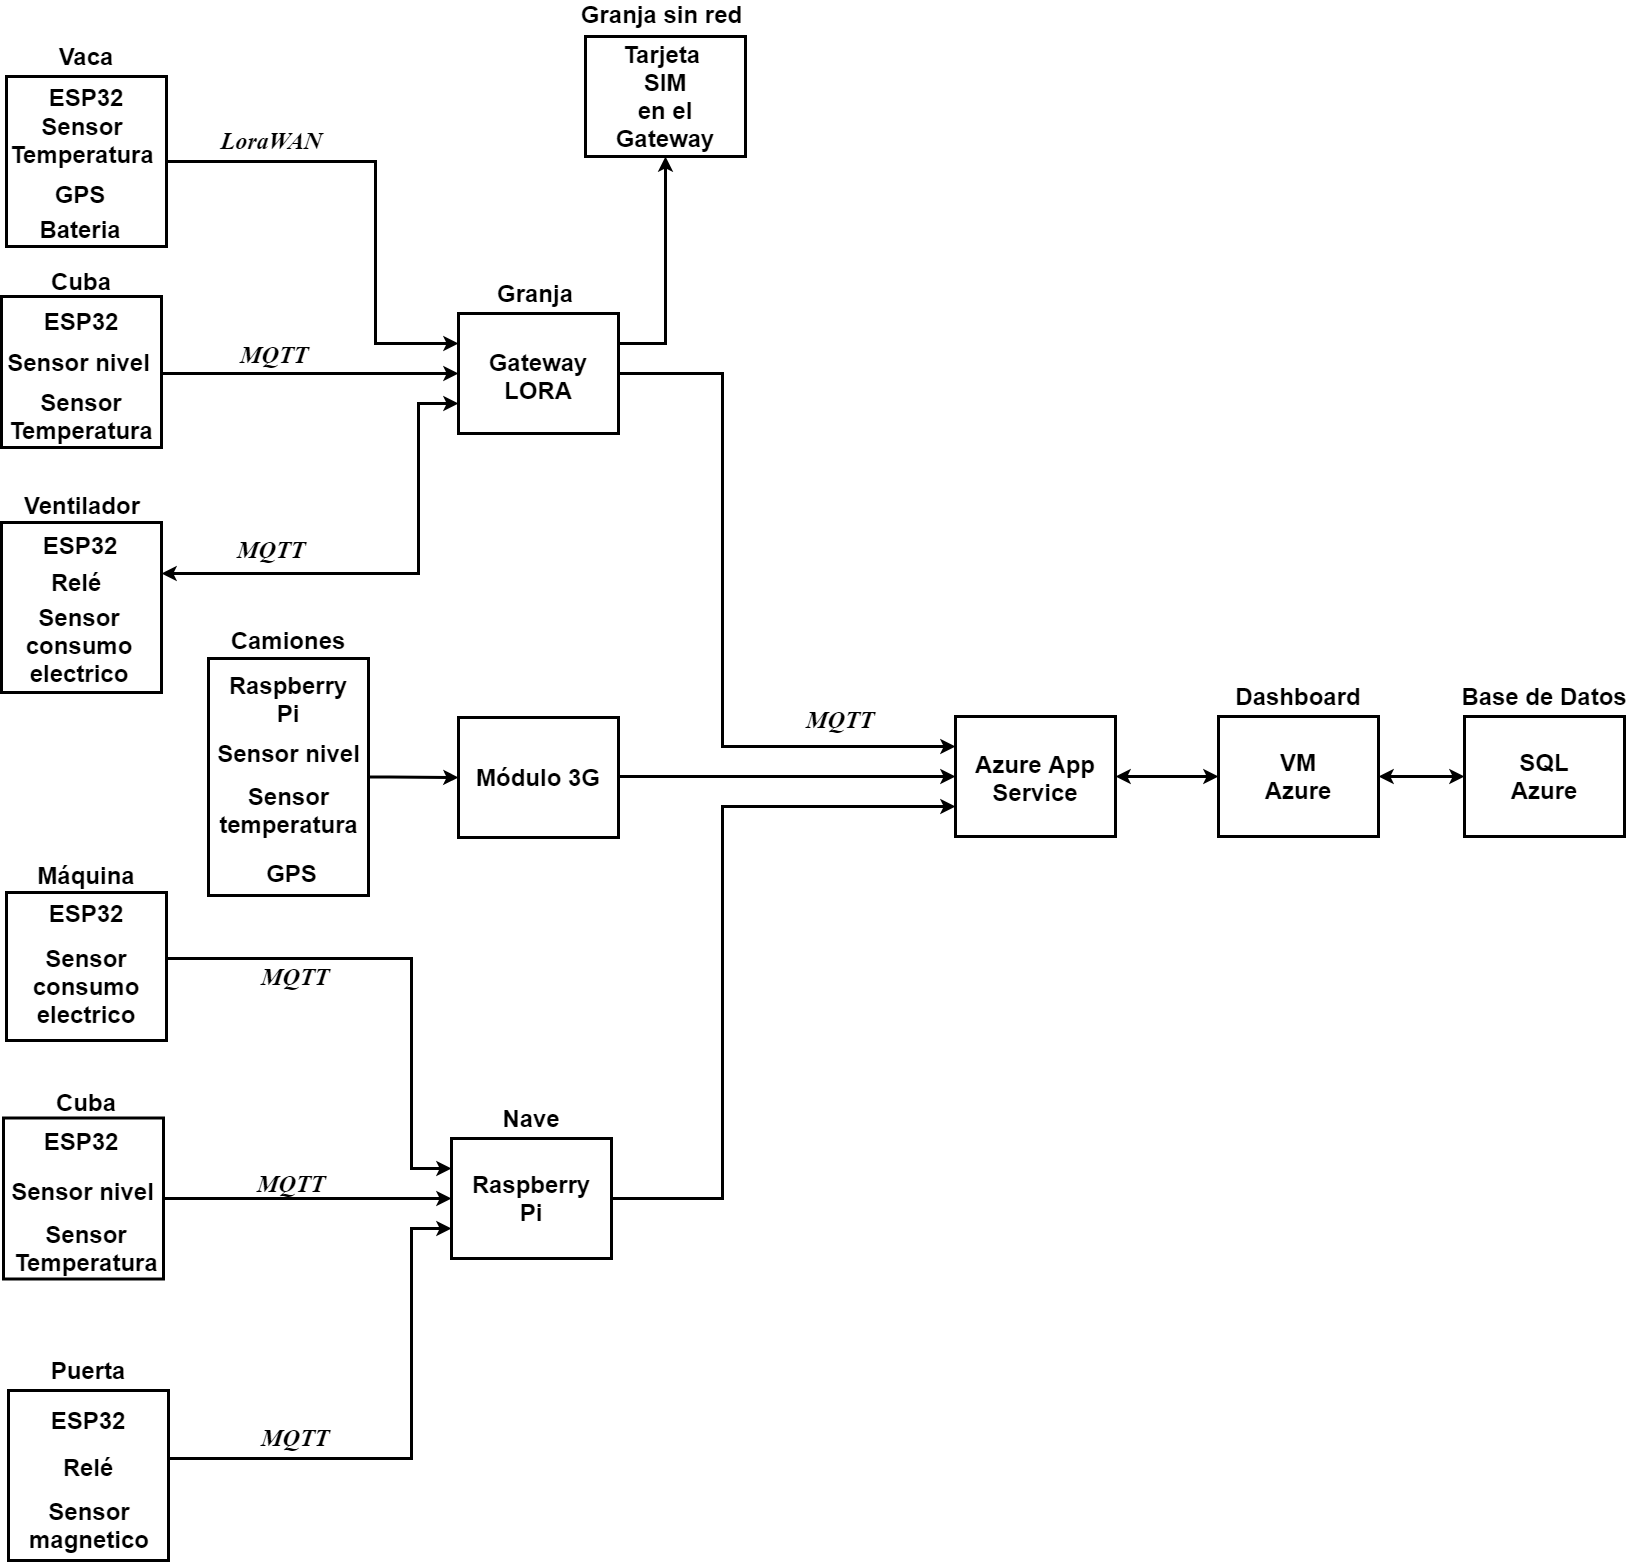 Granja sin red
Tarjeta
SIM
en el
Gateway
Vaca
ESP32
Sensor
Temperatura
GPS
Bateria
LoraWAN
Cuba
ESP32
Sensor nivel
Sensor
Temperatura
MQTT
Granja
Gateway
LORA
Ventilador
ESP32
Relé
Sensor
consumo
electrico
MQTT
Camiones
Raspberry
Pi
Sensor nivel
Sensor
temperatura
GPS
Módulo 3G
MQTT
Azure App
Service
Dashboard
VM
Azure
Base de Datos
SQL
Azure
Máquina
ESP32
Sensor
consumo
electrico
MQTT
Cuba
ESP32
Sensor nivel
Sensor
Temperatura
MQTT
Nave
Raspberry
Pi
Puerta
ESP32
Relé
Sensor
magnetico
MQTT